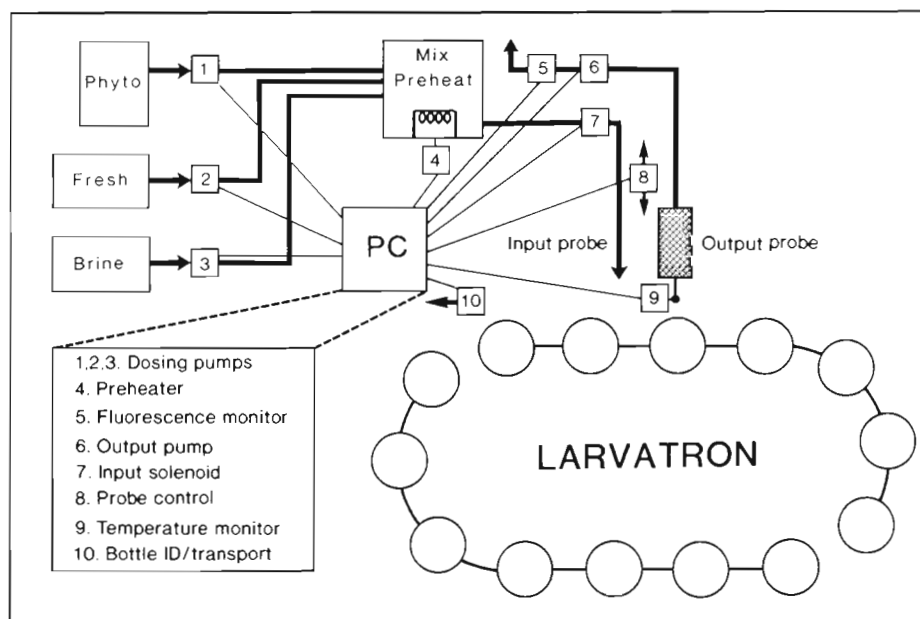 Phyto
1
Mix
Preheat
5
6
7
4
8
Fresh
2
Brine
3
PC
Input probe
Output probe
9
10
1,2,3. Dosing pumps
4. Preheater
5. Fluorescence monitor
6. Output pump
7. Input solenoid
8. Probe control
9. Temperature monitor
10. Bottle ID/transport
LARVATRON